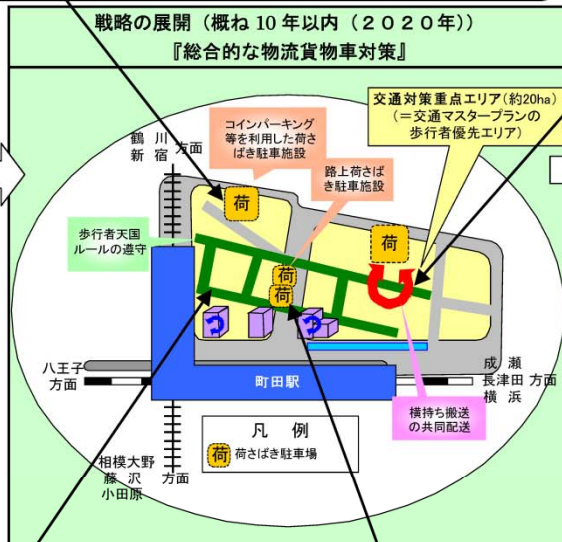 戦略の展開（概ね10年以内（２０２０年））
『総合的な物流貨物車対策』
交通対策重点エリア（約20ha）
（＝交通マスタープランの
歩行者優先エリア）
コインパーキング
等を利用した荷さ
ばき駐車施設
鶴川
新宿
方面
路上荷さば
き駐車施設
荷
荷
歩行者天国
ルールの遵守
荷
荷
八王子
方面
町田駅
成瀬
長津田
横浜
方面
横持ち搬送
の共同配送
凡例
荷
荷さばき駐車場
相模大野
藤沢
小田原
方面